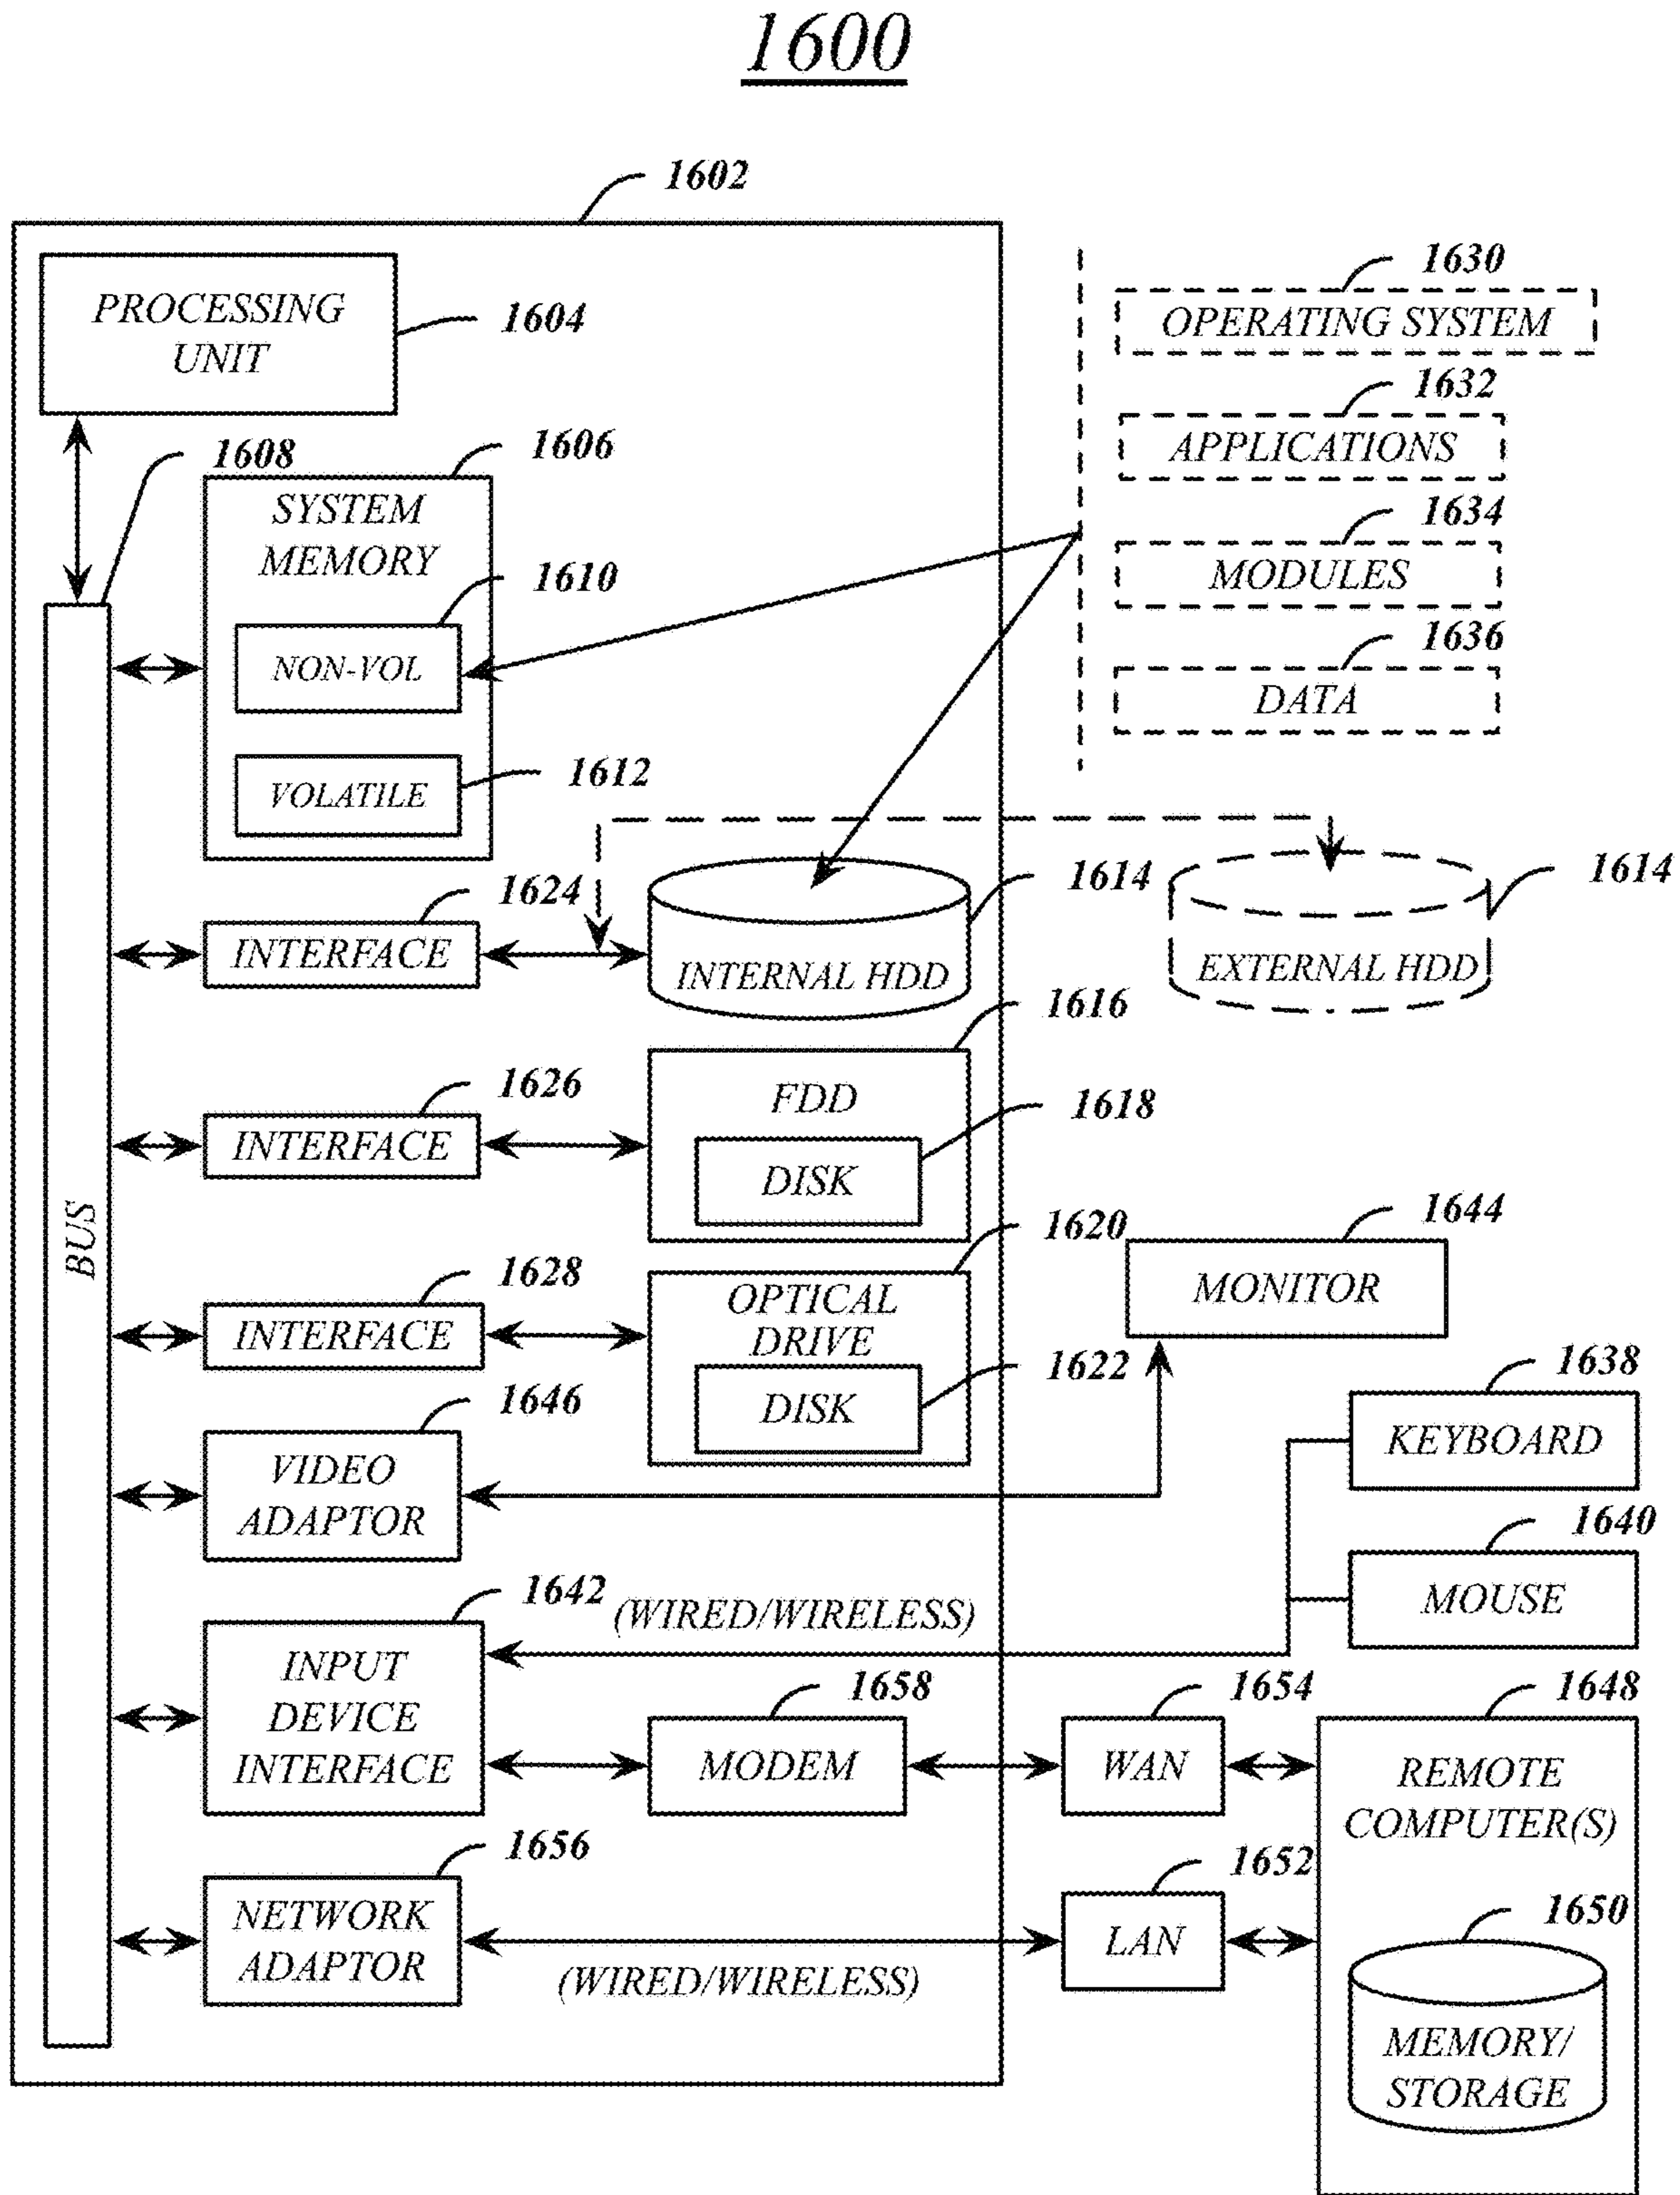 1600
1602
PROCESSING
UNIT
1604
1630
OPERATING SYSTEM
1632
APPLICATIONS
1634
MODULES
1636
DATA
1608
1606
SYSTEM
MEMORY
1610
NON-VOL
1612
VOLATILE
BUS
1624
INTERFACE
1614
INTERNAL HDD
1614
EXTERNAL HDD
1626
INTERFACE
1616
FDD
1618
DISK
1628
INTERFACE
1620
OPTICAL
DRIVE
1622
DISK
1644
MONITOR
1646
VIDEO
ADAPTOR
1638
KEYBOARD
1640
MOUSE
1642
(WIRED/WIRELESS)
INPUT
DEVICE
INTERFACE
1658
MODEM
1654
WAN
1648
REMOTE
COMPUTER(S)
1656
NETWORK
ADAPTOR
(WIRED/WIRELESS)
1652
LAN
1650
MEMORY/
STORAGE